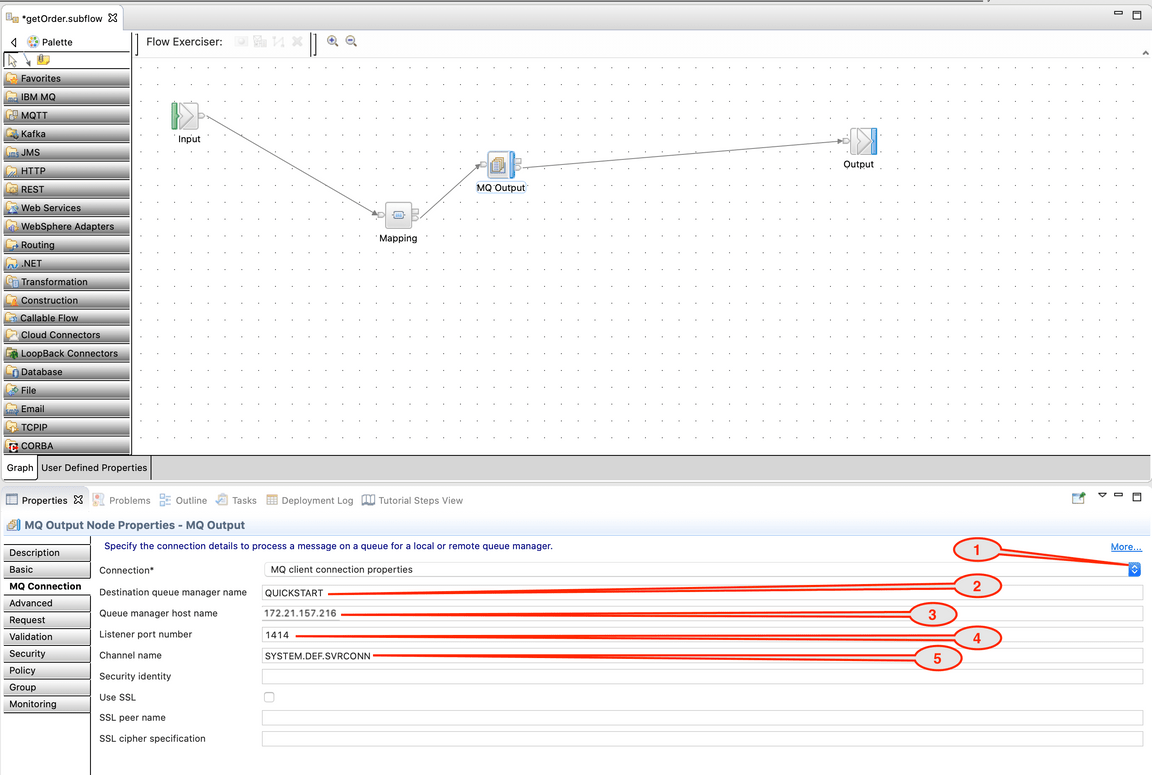 *getOrder.subflow
Palette
Flow Exerciser:
Favorites
IBM MQ
MQTT
Kafka
JMS
HTTP
REST
Web Services
WebSphere Adapters
Routing
.NET
Transformation
Construction
Callable Flow
Cloud Connectors
LoopBack Connectors
Database
File
Email
TCPIP
CORBA
Input
Mapping
MQ Output
Output
Graph User Defined Properties
Properties Problems Outline Tasks Deployment Log Tutorial Steps View
MQ Output Node Properties - MQ Output
Description
Basic
MQ Connection
Advanced
Request
Validation
Security
Policy
Group
Monitoring
Specify the connection details to process a message on a queue for a local or remote queue manager.
More...
Connection* MQ client connection properties 1
Destination queue manager name QUICKSTART 2
Queue manager host name 172.21.157.216 3
Listener port number 1414 4
Channel name SYSTEM.DEF.SVRCONN 5
Security identity
Use SSL
SSL peer name
SSL cipher specification